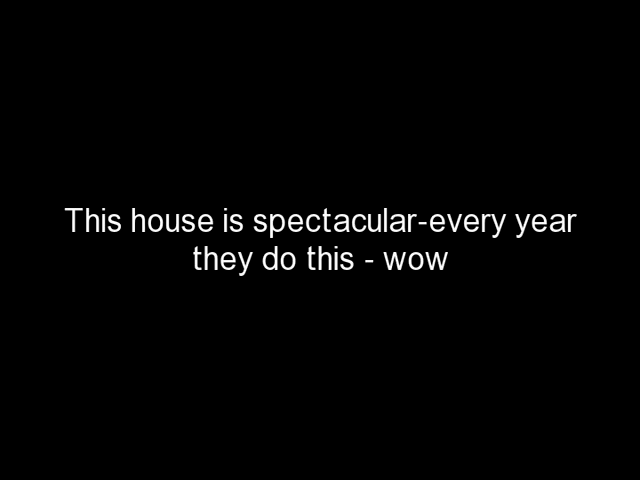 This house is spectacular-every year
they do this - wow